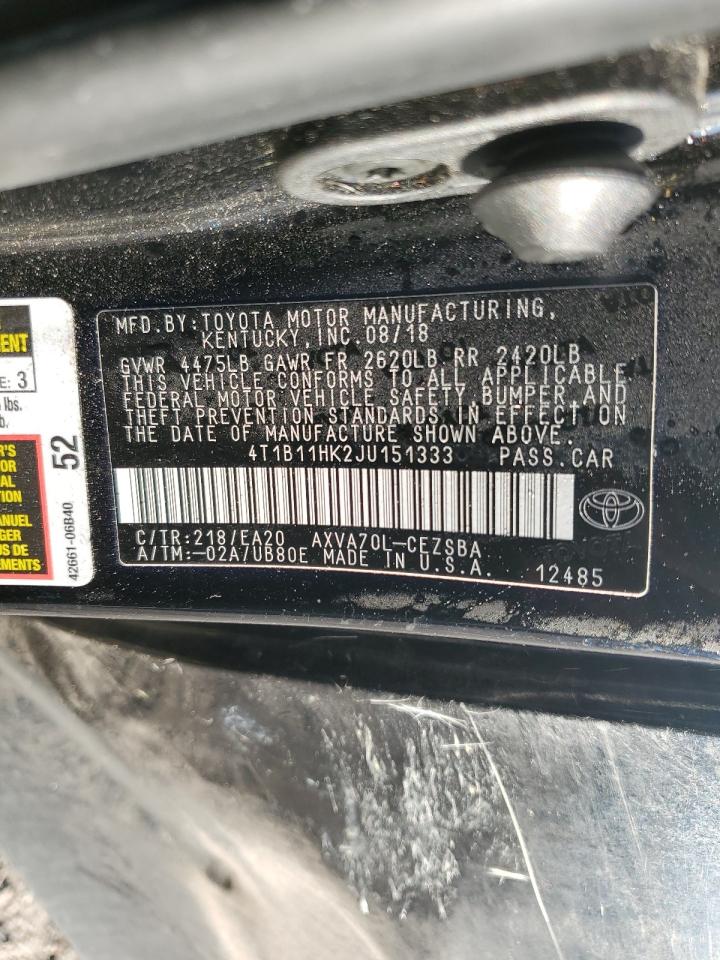 MFD.BY:TOYOTA MOTOR MANUFACTURING,
KENTUCKY, INC. 08/18
GVWR 4475LB GAWR FR 2620LB RR 2420LB
THIS VEHICLE CONFORMS TO ALL APPLICABLE
FEDERAL MOTOR VEHICLE SAFETY, BUMPER, AND
THEFT PREVENTION STANDARDS IN EFFECT ON
THE DATE OF MANUFACTURE SHOWN ABOVE.
4T1B11HK2JU151333 PASS.CAR
C/TR:218/EA20 AXVA70L-CEZSBA
A/TM:-02A/UB80E MADE IN U.S.A. 12485
E: 3
lbs.
52
42661-06B40